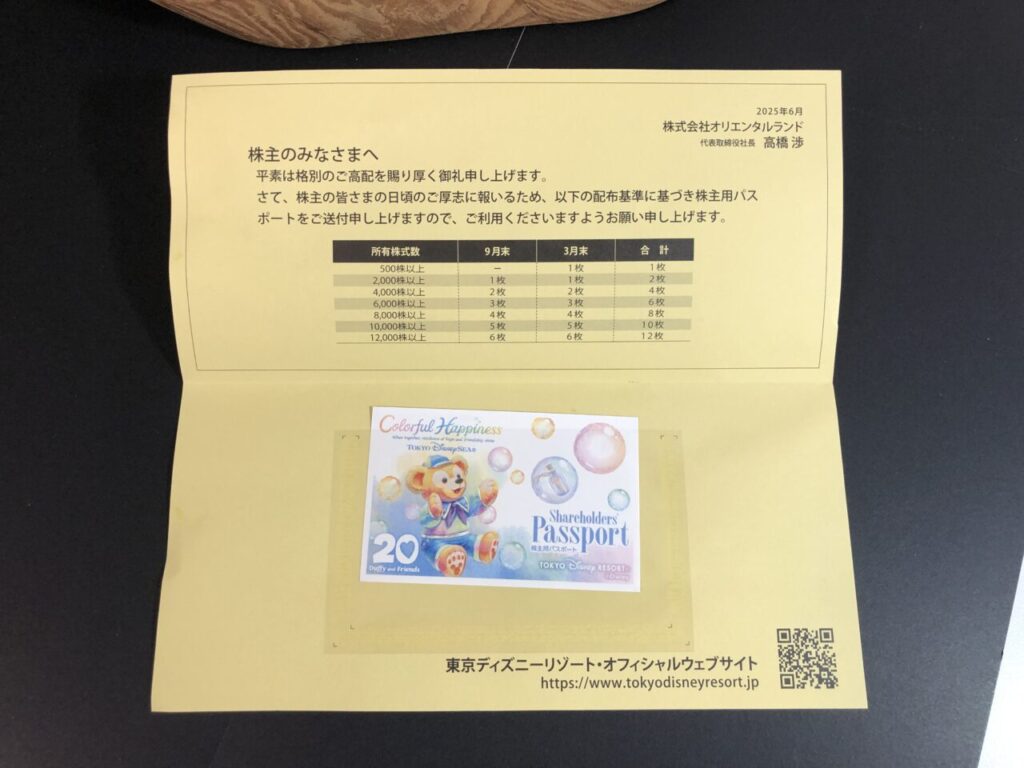 2025年6月
株式会社オリエンタルランド
代表取締役社長 高橋 渉
株主のみなさまへ
平素は格別のご高配を賜り厚く御礼申し上げます。
さて、株主の皆さまの日頃のご厚志に報いるため、以下の配布基準に基づき株主用パス
ポートをご送付申し上げますので、ご利用くださいますようお願い申し上げます。
所有株式数 9月末 3月末 合 計
500株以上 − 1枚 1枚
2,000株以上 1枚 1枚 2枚
4,000株以上 2枚 2枚 4枚
6,000株以上 3枚 3枚 6枚
8,000株以上 4枚 4枚 8枚
10,000株以上 5枚 5枚 10枚
12,000株以上 6枚 6枚 12枚
Colorful Happiness
TOKYO DisneySEA
20
Duffy and Friends
Shareholders'
Passport
株主用パスポート
TOKYO Disney RESORT
©Disney
東京ディズニーリゾート・オフィシャルウェブサイト
https://www.tokyodisneyresort.jp